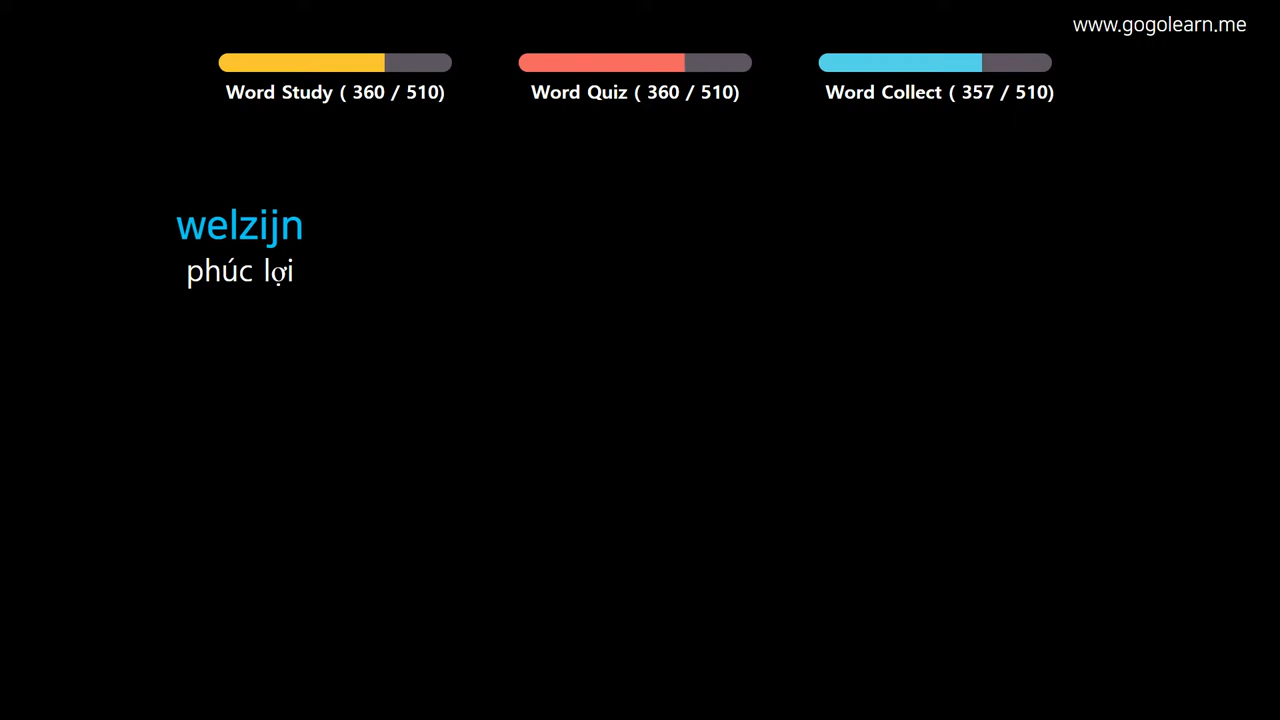 www.gogolearn.me
Word Study ( 360 / 510)
Word Quiz ( 360 / 510)
Word Collect ( 357 / 510)
welzijn
phúc lợi